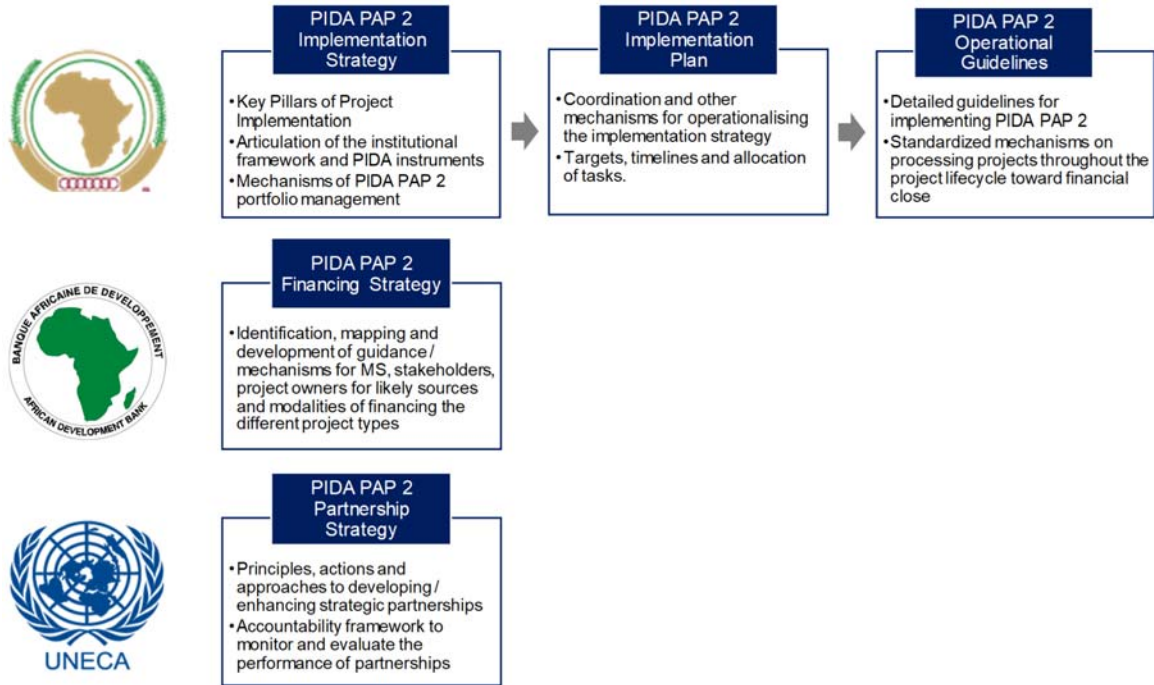 PIDA PAP 2
Implementation
Strategy
•Key Pillars of Project
Implementation
•Articulation of the institutional
framework and PIDA instruments
•Mechanisms of PIDA PAP 2
portfolio management
PIDA PAP 2
Implementation
Plan
•Coordination and other
mechanisms for operationalising
the implementation strategy
•Targets, timelines and allocation
of tasks.
PIDA PAP 2
Operational
Guidelines
•Detailed guidelines for
implementing PIDA PAP 2
•Standardized mechanisms on
processing projects throughout the
project lifecycle toward financial
close
BANQUE AFRICAINE DE DEVELOPPEMENT
AFRICAN DEVELOPMENT BANK
PIDA PAP 2
Financing Strategy
•Identification, mapping and
development of guidance /
mechanisms for MS, stakeholders,
project owners for likely sources
and modalities of financing the
different project types
UNECA
PIDA PAP 2
Partnership
Strategy
•Principles, actions and
approaches to developing /
enhancing strategic partnerships
•Accountability framework to
monitor and evaluate the
performance of partnerships